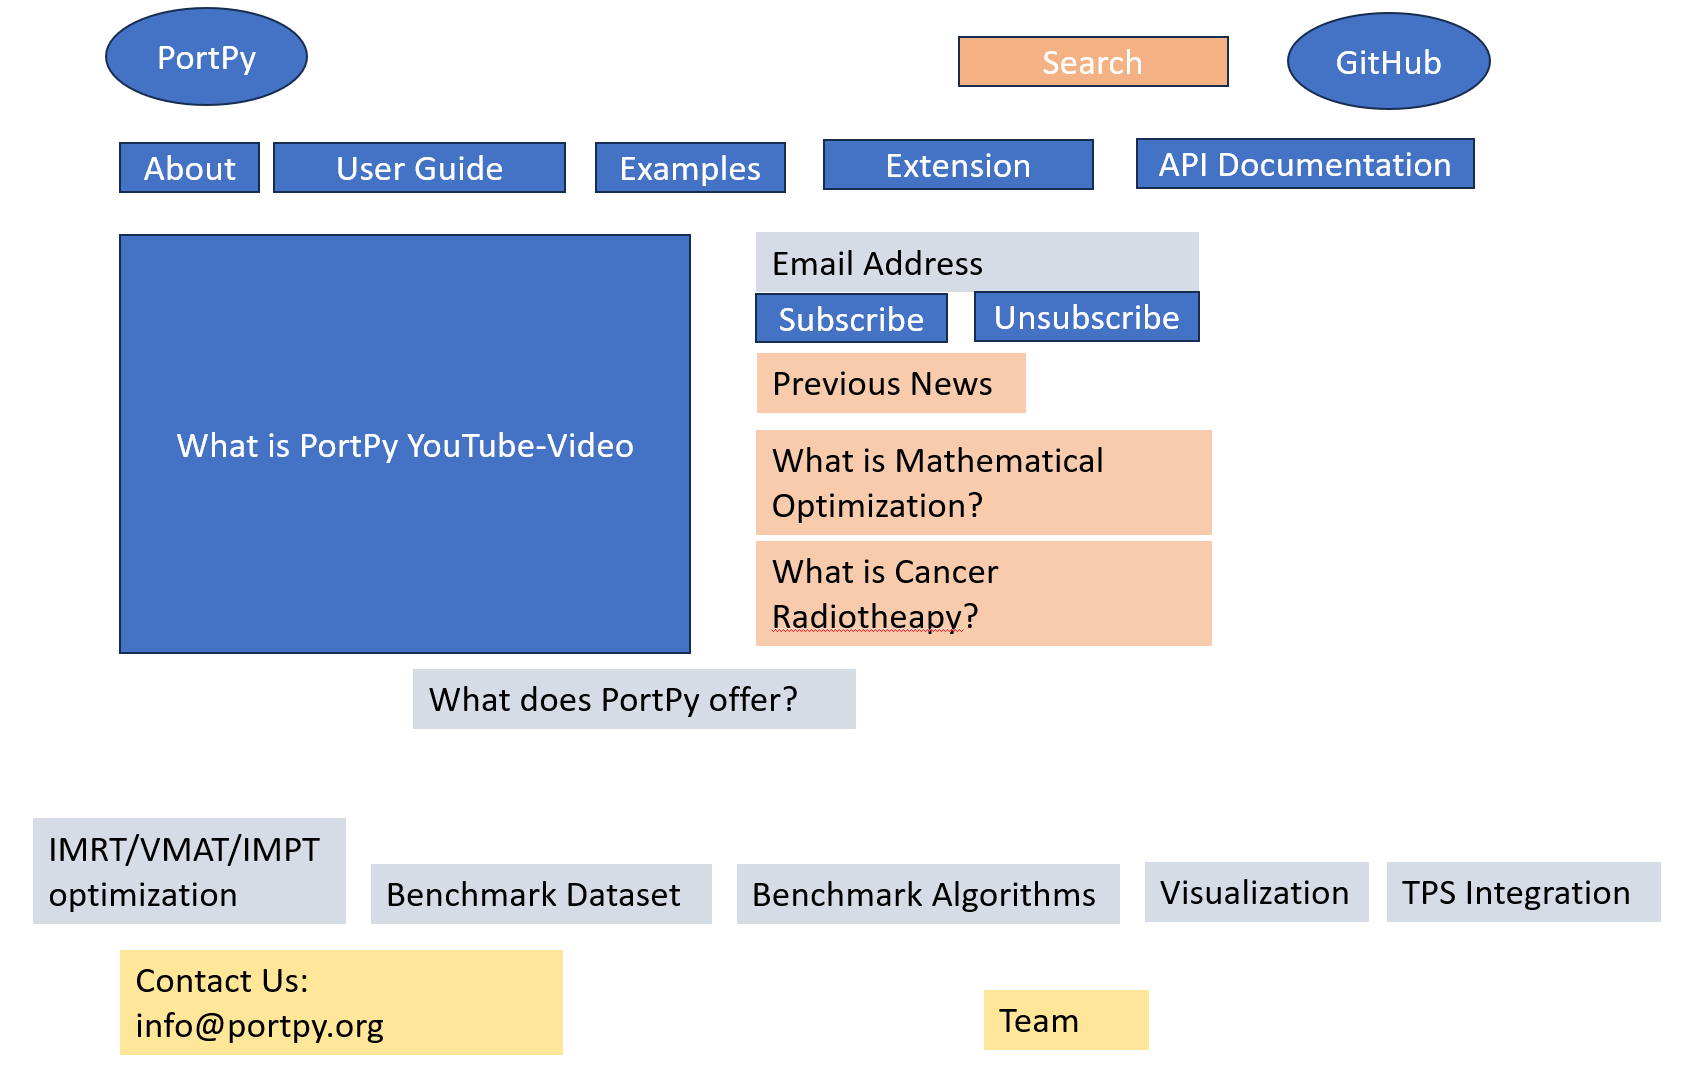 PortPy
Search
GitHub
About
User Guide
Examples
Extension
API Documentation
What is PortPy YouTube-Video
Email Address
Subscribe
Unsubscribe
Previous News
What is Mathematical
Optimization?
What is Cancer
Radiotheapy?
What does PortPy offer?
IMRT/VMAT/IMPT
optimization
Benchmark Dataset
Benchmark Algorithms
Visualization
TPS Integration
Contact Us:
info@portpy.org
Team